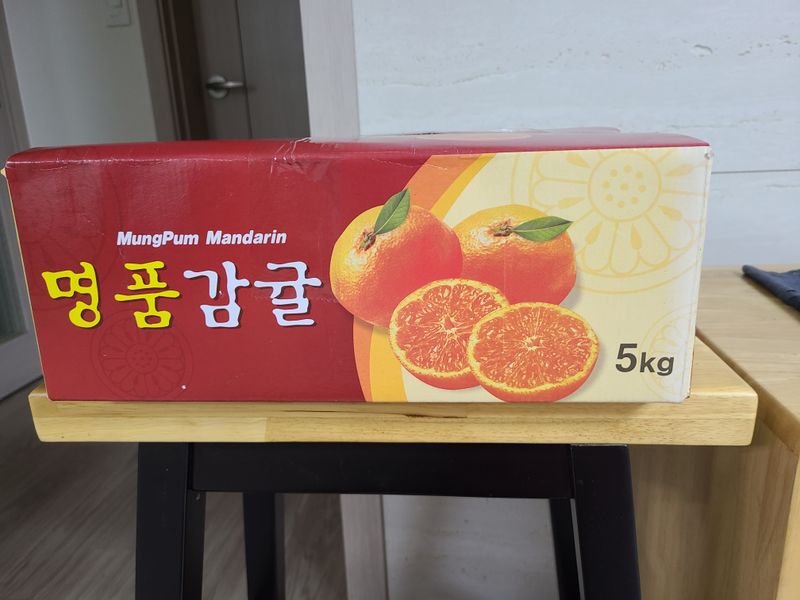 MungPum Mandarin
명품감귤
5kg